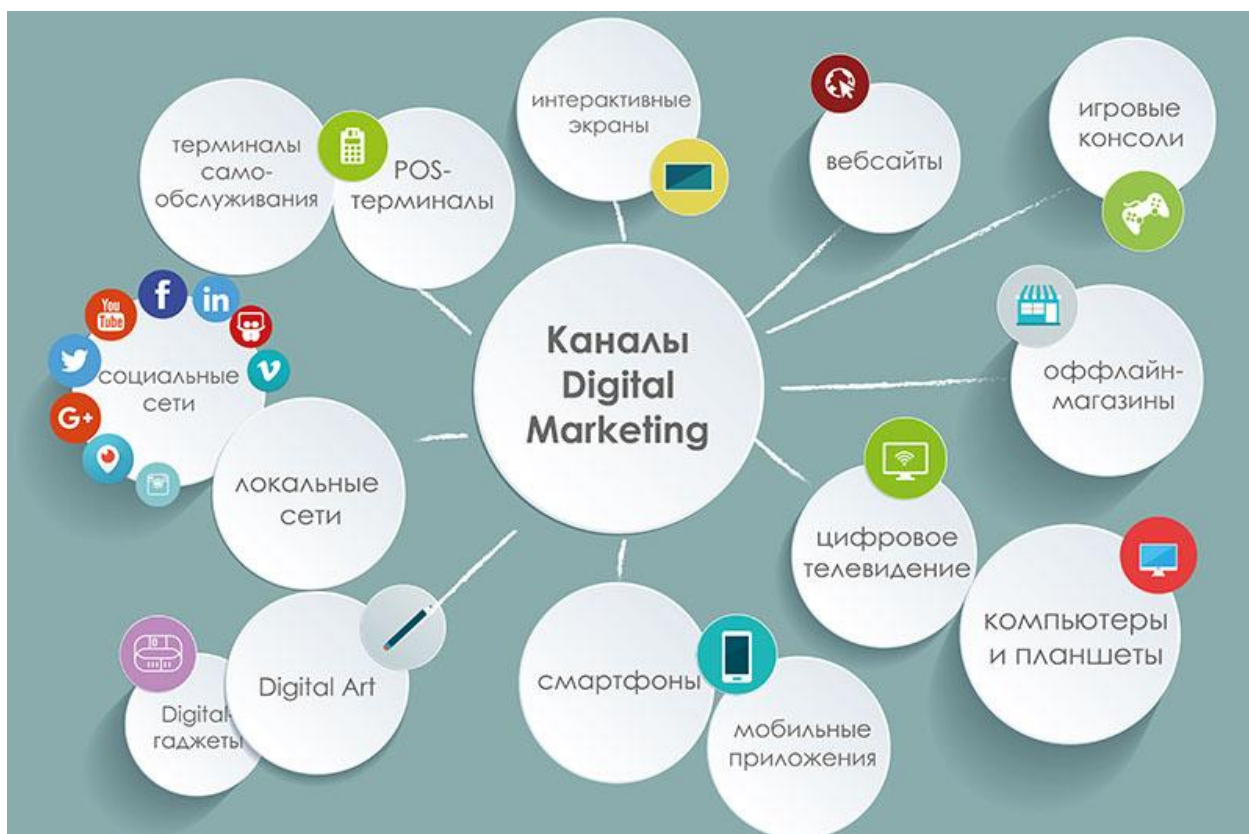 интерактивные
экраны
игровые
консоли
вебсайты
терминалы
само-
обслуживания
POS-
терминалы
Каналы
Digital
Marketing
You
Tube
f
in
v
G+
социальные
сети
оффлайн-
магазины
локальные
сети
цифровое
телевидение
компьютеры
и планшеты
Digital Art
Digital-
гаджеты
смартфоны
мобильные
приложения